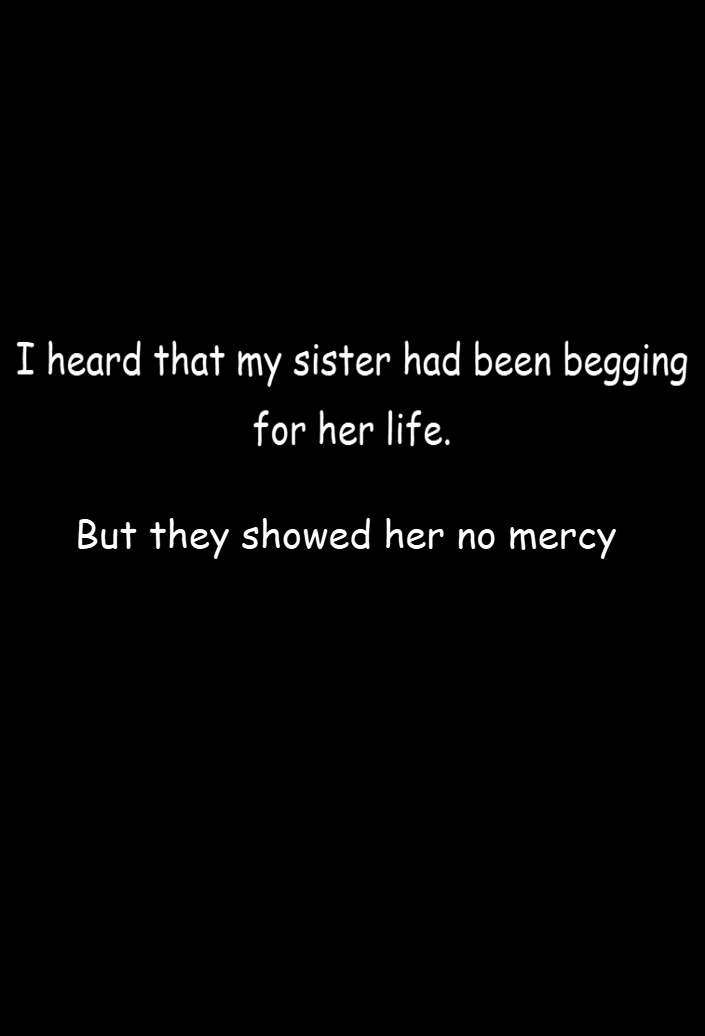 I heard that my sister had been begging
for her life.
But they showed her no mercy